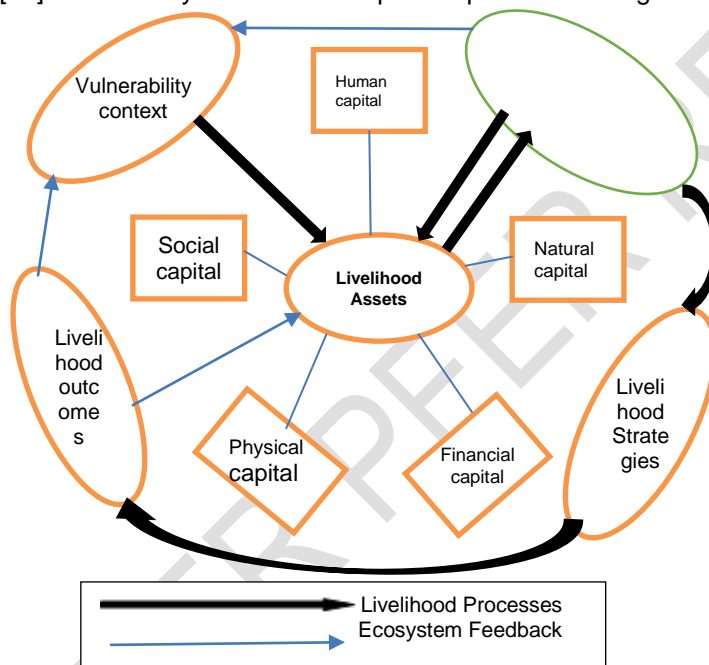 Vulnerability
context
Human
capital
Social
capital
Natural
capital
Livelihood
Assets
Liveli
hood
outc
ome
s
Liveli
hood
Strate
gies
Physical
capital
Financial
capital
Livelihood Processes
Ecosystem Feedback